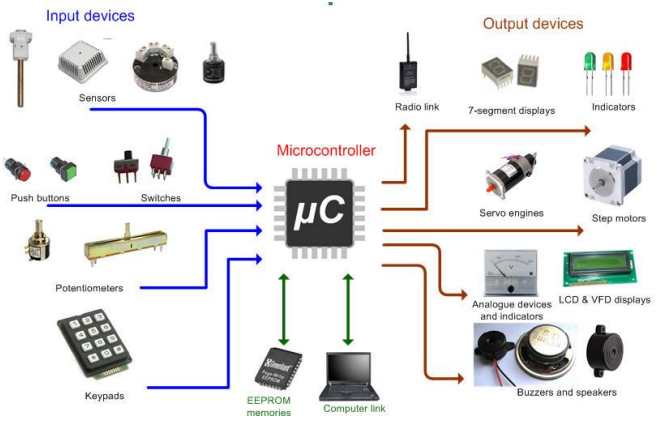 Input devices
Output devices
Sensors
Radio link
7-segment displays
Indicators
Microcontroller
µC
Push buttons
Switches
Servo engines
Step motors
Potentiometers
Analogue devices
and indicators
LCD & VFD displays
Keypads
EEPROM
memories
Computer link
Buzzers and speakers